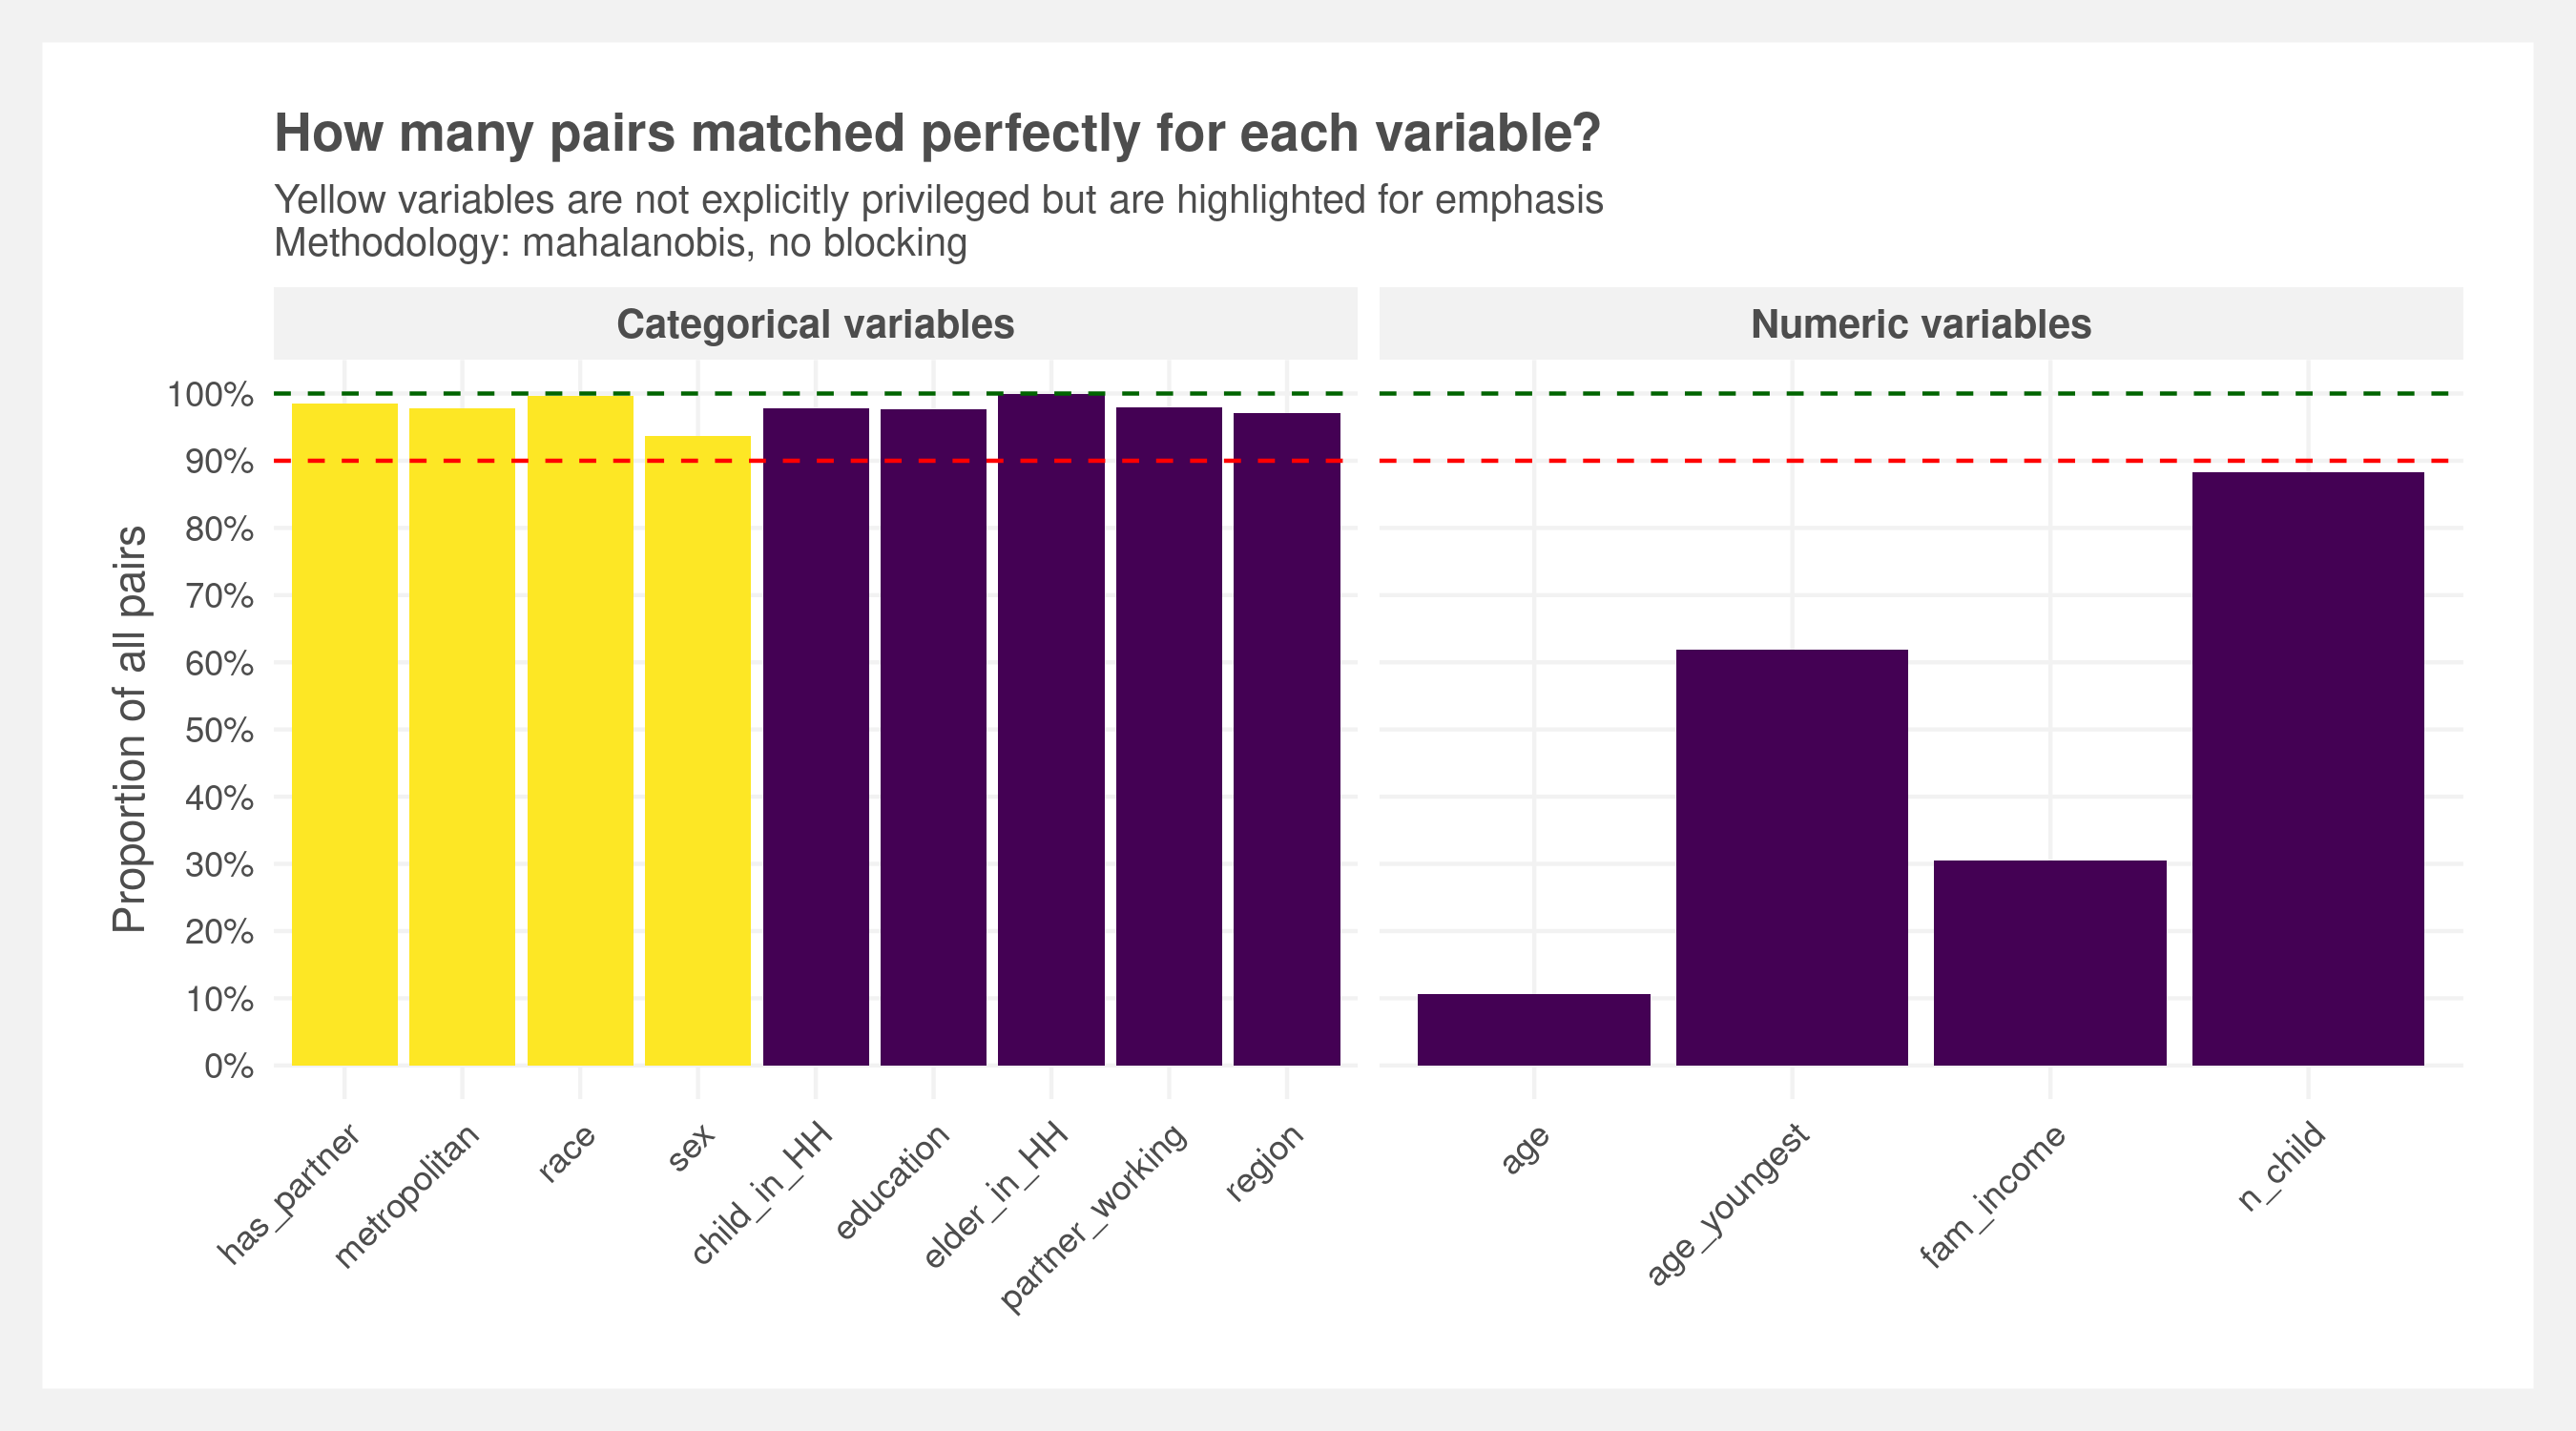 How many pairs matched perfectly for each variable?
Yellow variables are not explicitly privileged but are highlighted for emphasis
Methodology: mahalanobis, no blocking
Categorical variables
Numeric variables
Proportion of all pairs
100%
90%
80%
70%
60%
50%
40%
30%
20%
10%
0%
has_partner
metropolitan
race
sex
child_in_HH
education
elder_in_HH
partner_working
region
age
age_youngest
fam_income
n_child